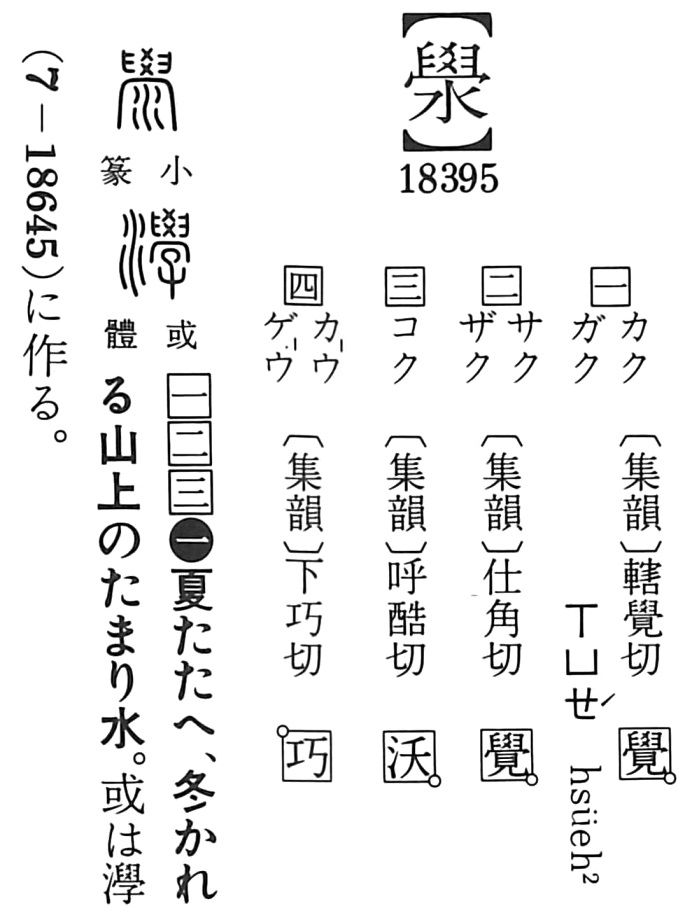 【澩】
18395
一 カク ガク 〔集韻〕轄覺切 覺 ㄒㄩㄝˊ hsüeh²
二 サク ザク 〔集韻〕仕角切 覺
三 コク 〔集韻〕呼酷切 沃
四 カウ ゲウ 〔集韻〕下巧切 巧
小篆 或體
一二三❶夏たたへ、冬かれ
る山上のたまり水。或は㶅
(7－18645)に作る。